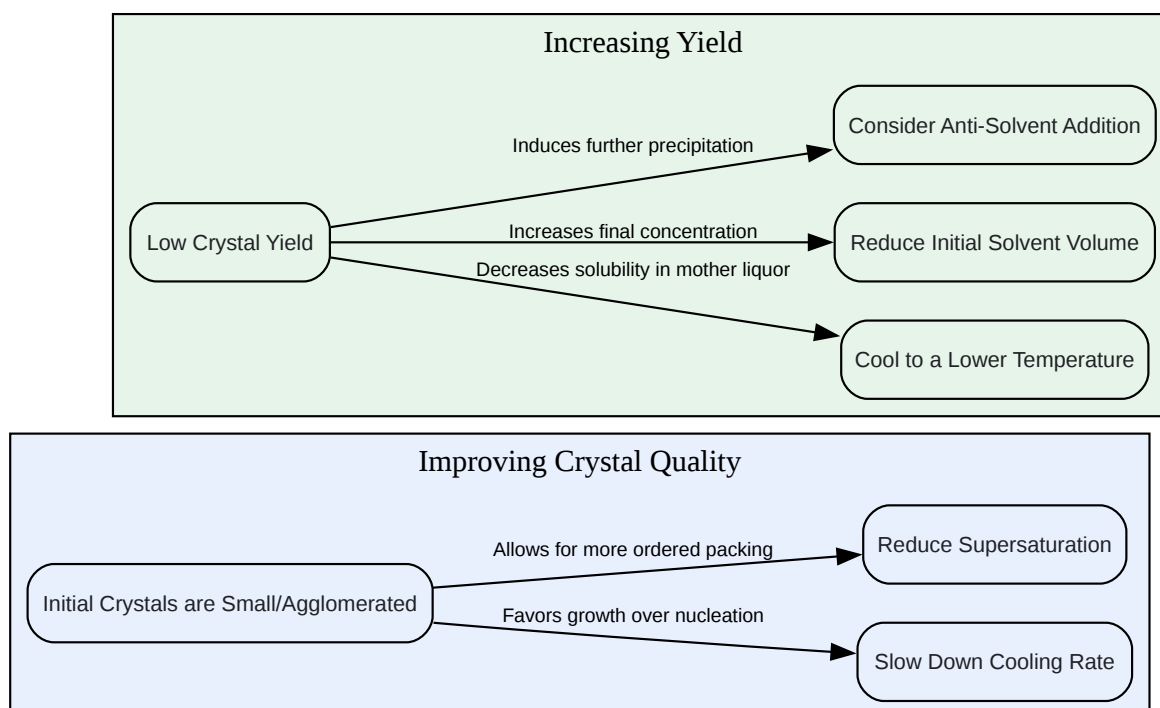 Increasing Yield
Consider Anti-Solvent Addition
Induces further precipitation
Low Crystal Yield
Increases final concentration
Reduce Initial Solvent Volume
Decreases solubility in mother liquor
Cool to a Lower Temperature
Improving Crystal Quality
Reduce Supersaturation
Allows for more ordered packing
Initial Crystals are Small/Agglomerated
Favors growth over nucleation
Slow Down Cooling Rate